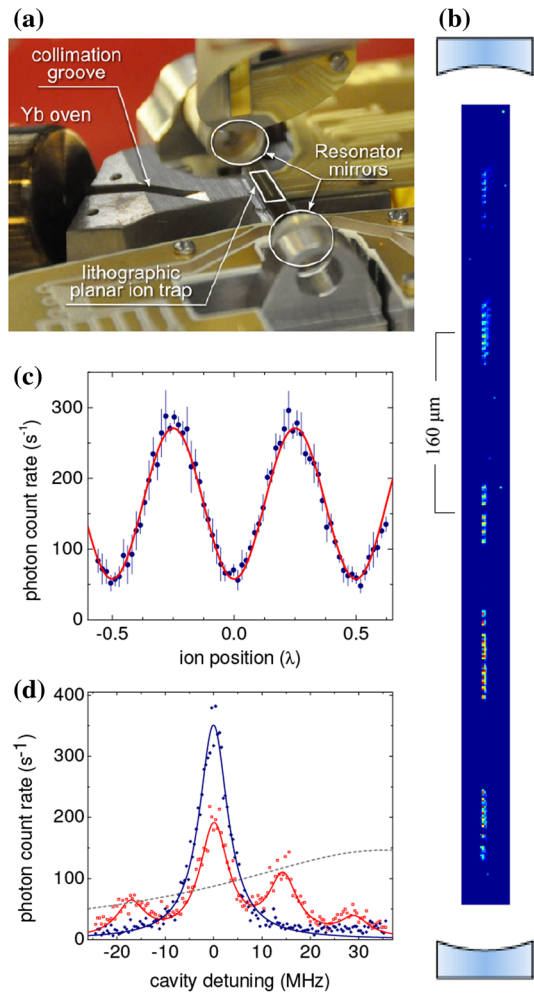 (a)
collimation
groove
Yb oven
Resonator
mirrors
lithographic
planar ion trap
(b)
160 µm
(c)
photon count rate (s⁻¹)
300
200
100
0
-0.5
0.0
0.5
ion position (λ)
(d)
photon count rate (s⁻¹)
400
300
200
100
0
-20
-10
0
10
20
30
cavity detuning (MHz)